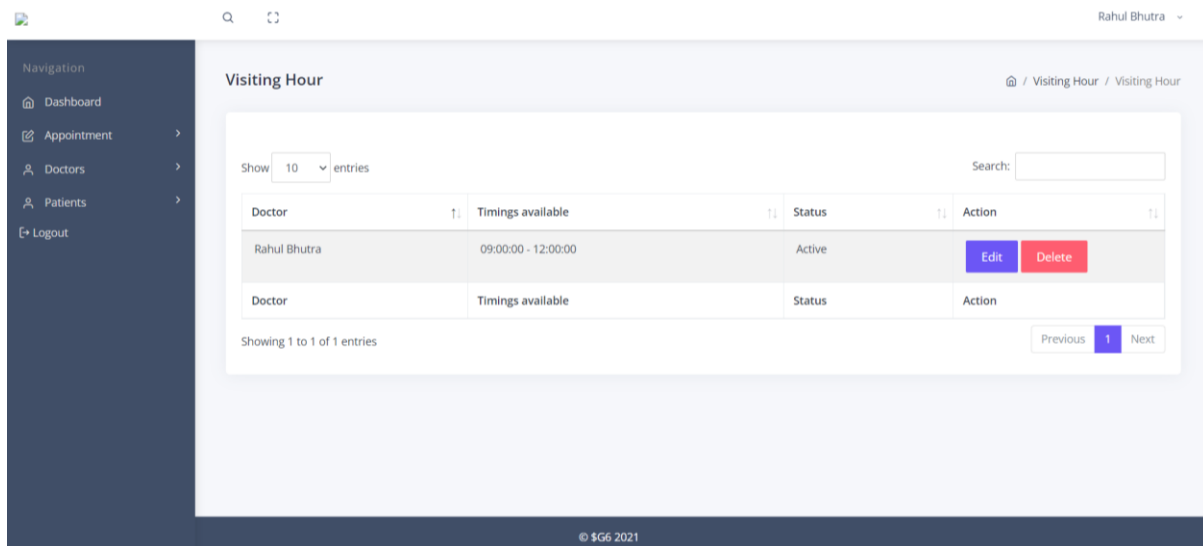 Rahul Bhutra
Navigation
Dashboard
Appointment
Doctors
Patients
Logout
Visiting Hour
/ Visiting Hour / Visiting Hour
Show 10 entries
Search:
Doctor Timings available Status Action
Rahul Bhutra 09:00:00 - 12:00:00 Active Edit Delete
Doctor Timings available Status Action
Showing 1 to 1 of 1 entries
Previous 1 Next
© $G6 2021